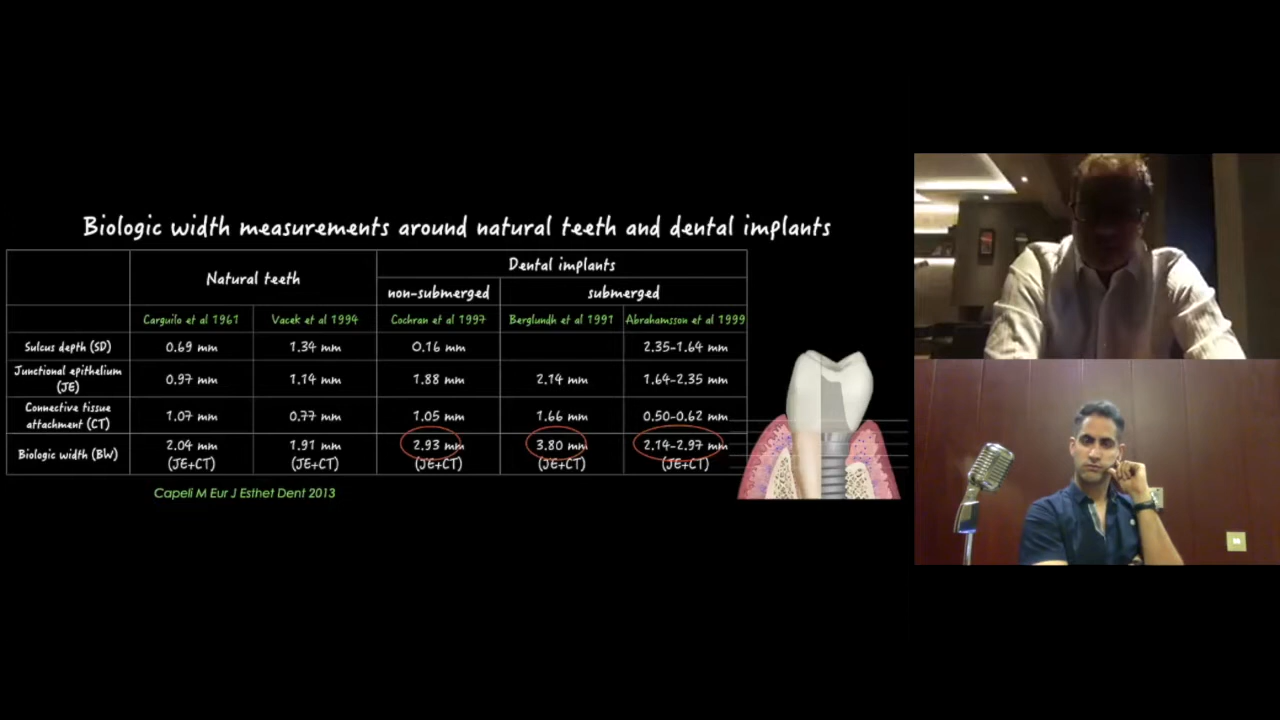 Biologic width measurements around natural teeth and dental implants
Natural teeth
Dental implants
non-submerged
submerged
Carguilo et al 1961
Vacek et al 1994
Cochran et al 1997
Berglundh et al 1991
Abrahamsson et al 1999
Sulcus depth (SD)
0.69 mm
1.34 mm
0.16 mm
2.35-1.64 mm
Junctional epithelium
(JE)
0.97 mm
1.14 mm
1.88 mm
2.14 mm
1.64-2.35 mm
Connective tissue
attachment (CT)
1.07 mm
0.77 mm
1.05 mm
1.66 mm
0.50-0.62 mm
Biologic width (BW)
2.04 mm
(JE+CT)
1.91 mm
(JE+CT)
2.93 mm
(JE+CT)
3.80 mm
(JE+CT)
2.14-2.97 mm
(JE+CT)
Capeli M Eur J Esthet Dent 2013